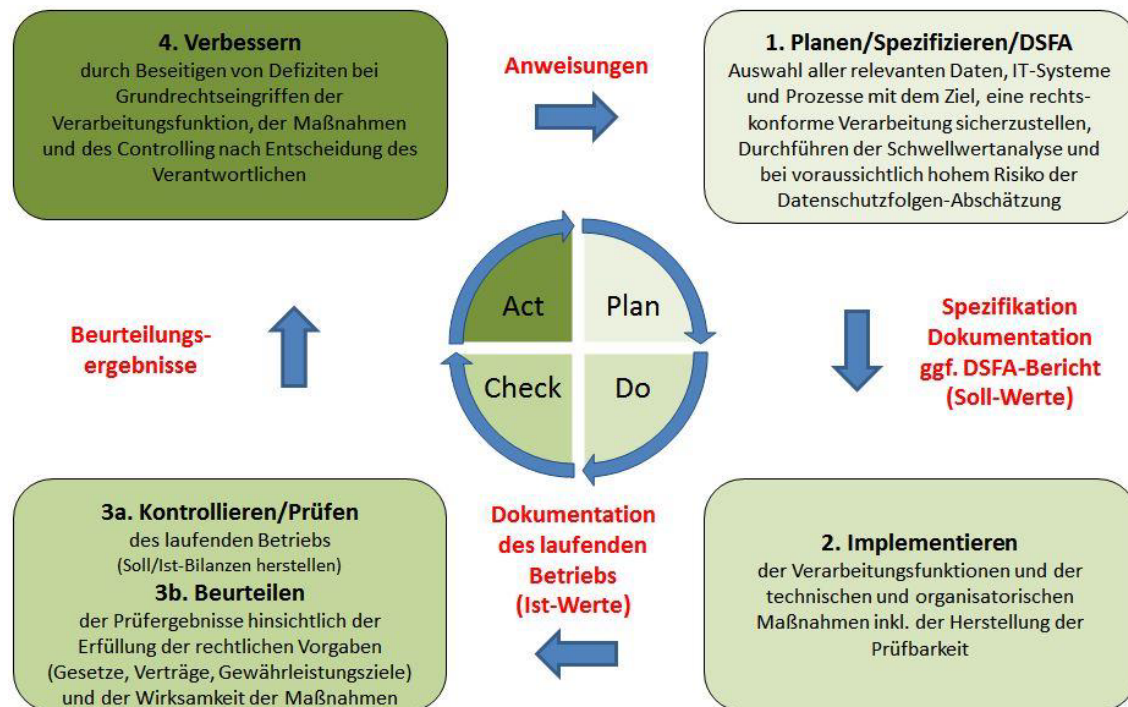 4. Verbessern
durch Beseitigen von Defiziten bei
Grundrechtseingriffen der
Verarbeitungsfunktion, der Maßnahmen
und des Controlling nach Entscheidung des
Verantwortlichen
Anweisungen
1. Planen/Spezifizieren/DSFA
Auswahl aller relevanten Daten, IT-Systeme
und Prozesse mit dem Ziel, eine rechts-
konforme Verarbeitung sicherzustellen,
Durchführen der Schwellwertanalyse und
bei voraussichtlich hohem Risiko der
Datenschutzfolgen-Abschätzung
Beurteilungs-
ergebnisse
Act
Plan
Check
Do
Spezifikation
Dokumentation
ggf. DSFA-Bericht
(Soll-Werte)
3a. Kontrollieren/Prüfen
des laufenden Betriebs
(Soll/Ist-Bilanzen herstellen)
3b. Beurteilen
der Prüfergebnisse hinsichtlich der
Erfüllung der rechtlichen Vorgaben
(Gesetze, Verträge, Gewährleistungsziele)
und der Wirksamkeit der Maßnahmen
Dokumentation
des laufenden
Betriebs
(Ist-Werte)
2. Implementieren
der Verarbeitungsfunktionen und der
technischen und organisatorischen
Maßnahmen inkl. der Herstellung der
Prüfbarkeit